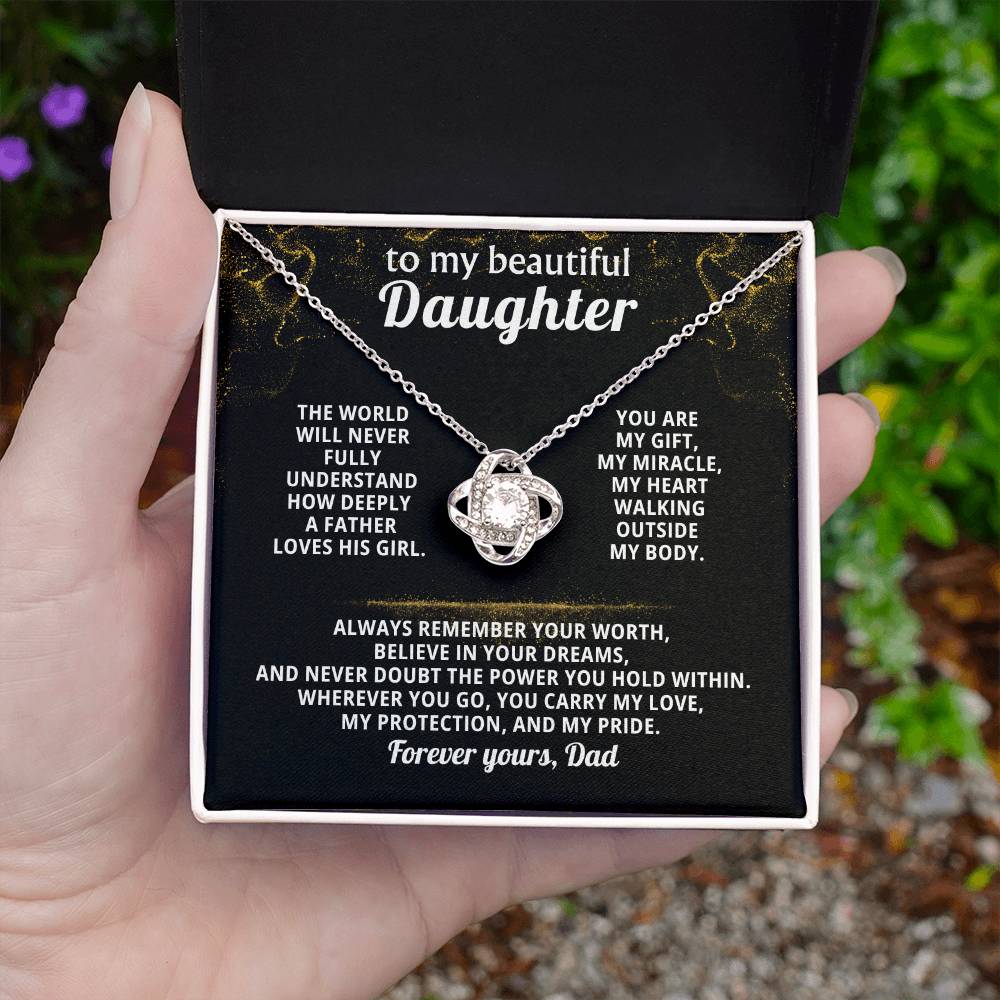 to my beautiful
Daughter
THE WORLD
WILL NEVER
FULLY
UNDERSTAND
HOW DEEPLY
A FATHER
LOVES HIS GIRL.
YOU ARE
MY GIFT,
MY MIRACLE,
MY HEART
WALKING
OUTSIDE
MY BODY.
ALWAYS REMEMBER YOUR WORTH,
BELIEVE IN YOUR DREAMS,
AND NEVER DOUBT THE POWER YOU HOLD WITHIN.
WHEREVER YOU GO, YOU CARRY MY LOVE,
MY PROTECTION, AND MY PRIDE.
Forever yours, Dad